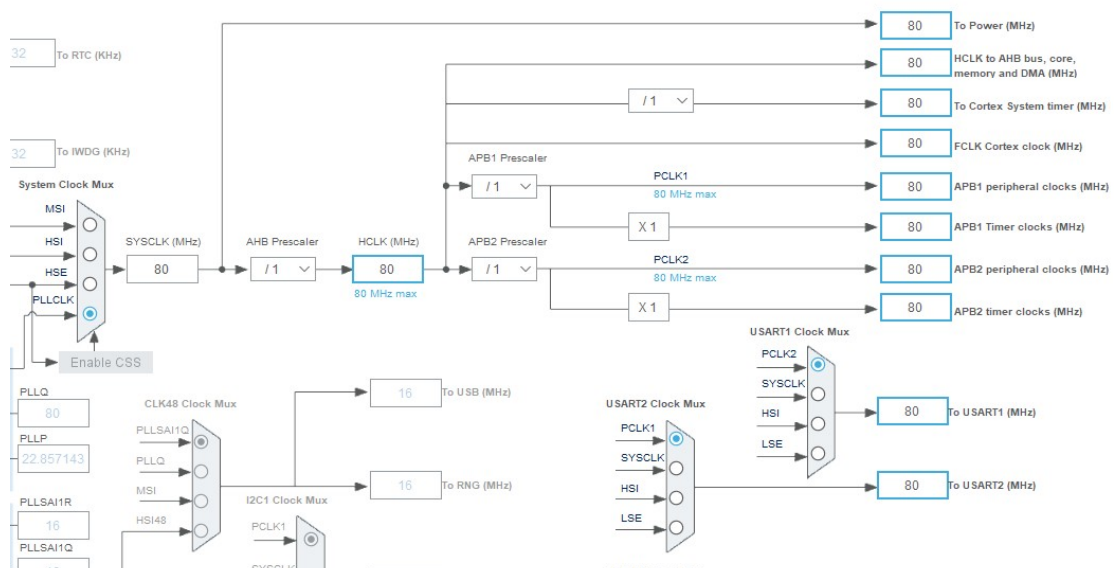 80
To Power (MHz)
32
To RTC (KHz)
80
HCLK to AHB bus, core,
memory and DMA (MHz)
/ 1
80
To Cortex System timer (MHz)
32
To IWDG (KHz)
80
FCLK Cortex clock (MHz)
APB1 Prescaler
System Clock Mux
/ 1
PCLK1
80 MHz max
80
APB1 peripheral clocks (MHz)
MSI
X 1
80
APB1 Timer clocks (MHz)
HSI
SYSCLK (MHz)
AHB Prescaler
HCLK (MHz)
APB2 Prescaler
HSE
80
/ 1
80
/ 1
PCLK2
80 MHz max
80
APB2 peripheral clocks (MHz)
80 MHz max
PLLCLK
X 1
80
APB2 timer clocks (MHz)
Enable CSS
USART1 Clock Mux
PCLK2
SYSCLK
HSI
LSE
80
To USART1 (MHz)
PLLQ
80
PLLP
22.857143
PLLSAI1R
16
PLLSAI1Q
CLK48 Clock Mux
PLLSAI1Q
PLLQ
MSI
HSI48
16
To USB (MHz)
16
To RNG (MHz)
I2C1 Clock Mux
PCLK1
SYSCLK
USART2 Clock Mux
PCLK1
SYSCLK
HSI
LSE
80
To USART2 (MHz)